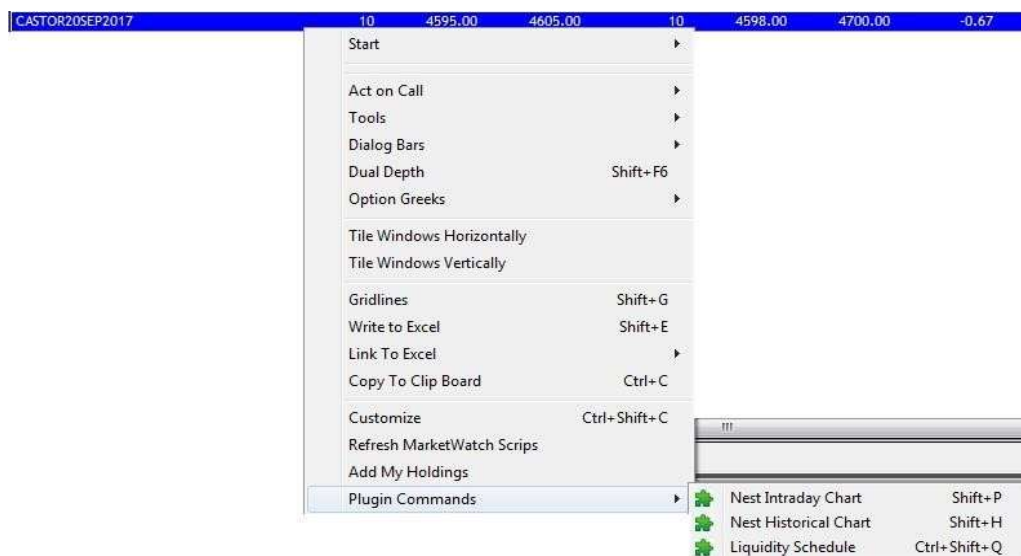 CASTOR20SEP2017 10 4595.00 4605.00 10 4598.00 4700.00 -0.67
Start
Act on Call
Tools
Dialog Bars
Dual Depth Shift+F6
Option Greeks
Tile Windows Horizontally
Tile Windows Vertically
Gridlines Shift+G
Write to Excel Shift+E
Link To Excel
Copy To Clip Board Ctrl+C
Customize Ctrl+Shift+C
Refresh MarketWatch Scrips
Add My Holdings
Plugin Commands
Nest Intraday Chart Shift+P
Nest Historical Chart Shift+H
Liquidity Schedule Ctrl+Shift+Q